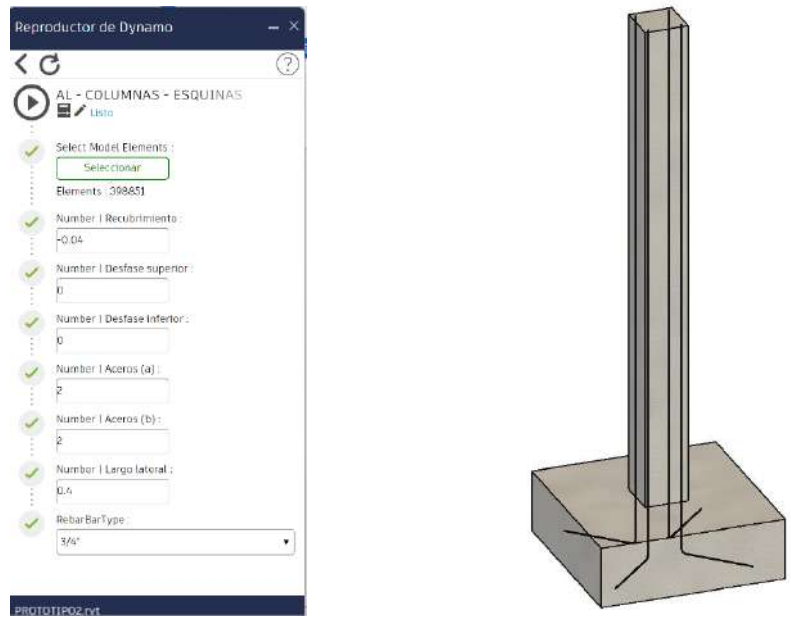 Reproductor de Dynamo
AL - COLUMNAS - ESQUINAS
Listo
Select Model Elements :
Seleccionar
Elements : 398851
Number | Recubrimiento :
-0.04
Number | Desfase superior :
0
Number | Desfase inferior :
0
Number | Aceros (a) :
2
Number | Aceros (b) :
2
Number | Largo lateral :
0.4
RebarBarType :
3/4"
PROTOTIPO2.rvt